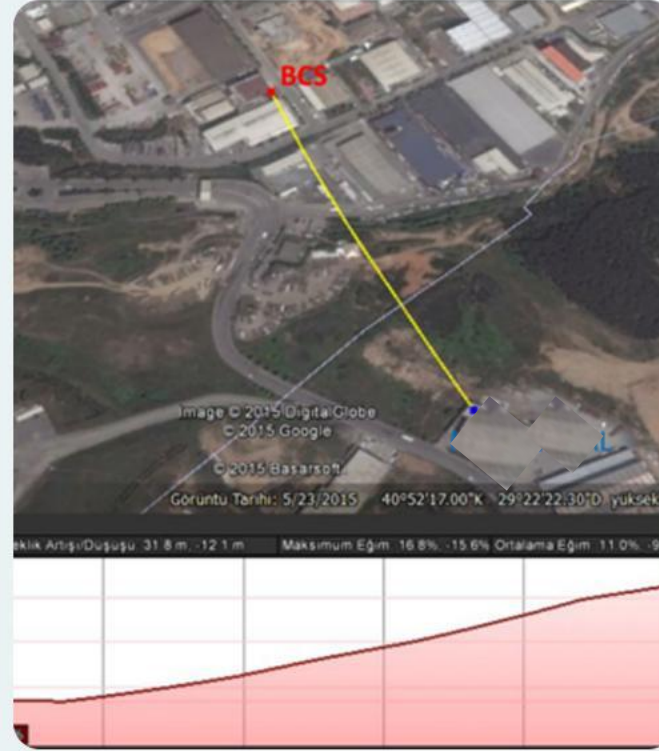 BCS
Image © 2015 DigitalGlobe
© 2015 Google
© 2015 Basarsoft
Görüntü Tarihi: 5/23/2015 40°52'17.00"K 29°22'22.30"D yüksek
eklik Artışı/Düşüşü: 31.8 m, -12.1 m Maksimum Eğim: 16.8%, -15.6% Ortalama Eğim: 11.0%, -9